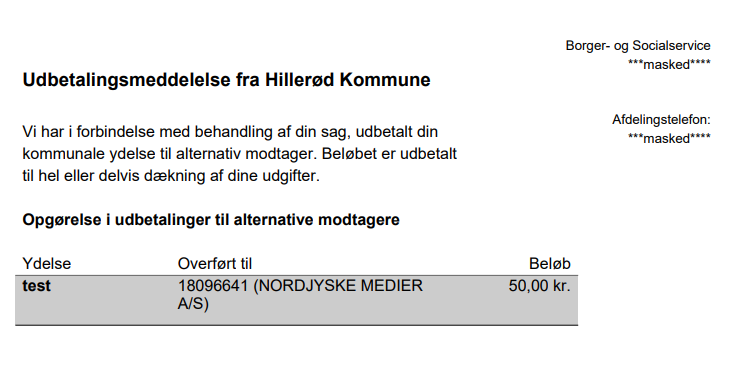 Borger- og Socialservice
***masked****
Udbetalingsmeddelelse fra Hillerød Kommune
Afdelingstelefon:
***masked****
Vi har i forbindelse med behandling af din sag, udbetalt din
kommunale ydelse til alternativ modtager. Beløbet er udbetalt
til hel eller delvis dækning af dine udgifter.
Opgørelse i udbetalinger til alternative modtagere
Ydelse Overført til Beløb
test 18096641 (NORDJYSKE MEDIER 50,00 kr.
A/S)